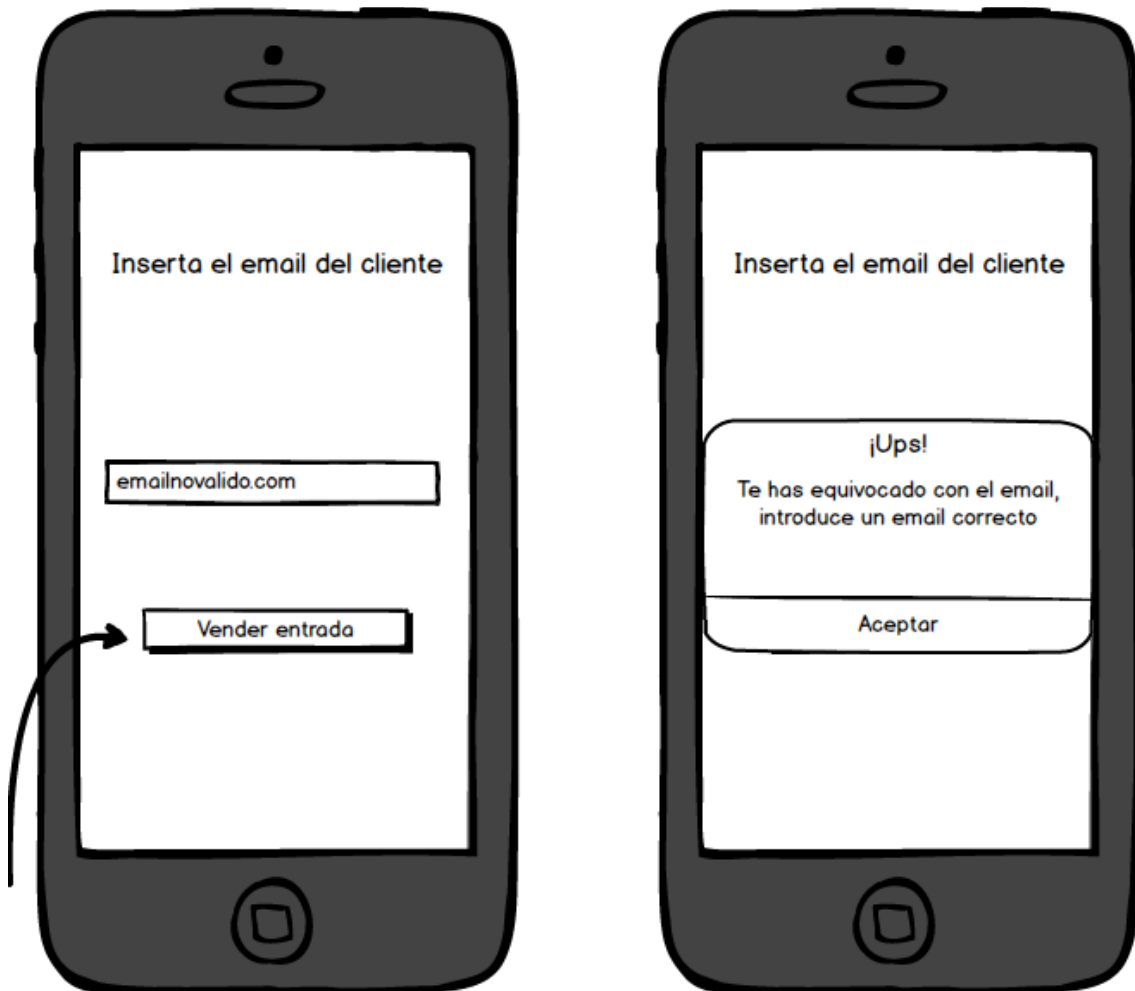 Inserta el email del cliente
emailnovalido.com
Vender entrada
Inserta el email del cliente
¡Ups!
Te has equivocado con el email,
introduce un email correcto
Aceptar